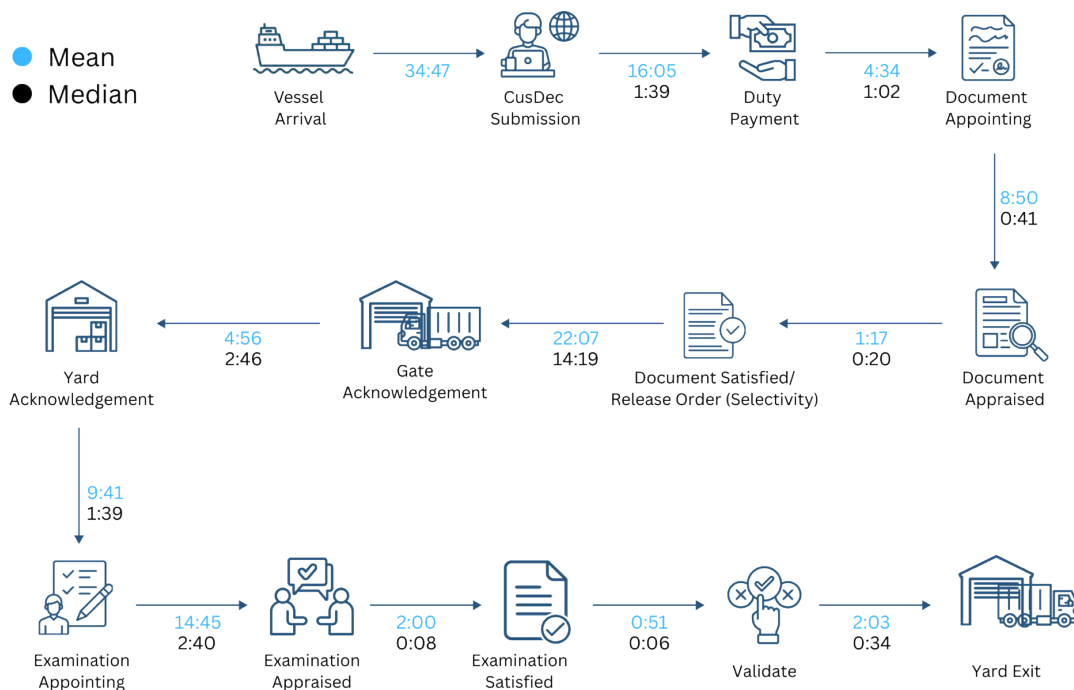 Mean
Median
Vessel
Arrival
34:47
CusDec
Submission
16:05
1:39
Duty
Payment
4:34
1:02
Document
Appointing
8:50
0:41
Document
Appraised
1:17
0:20
Document Satisfied/
Release Order (Selectivity)
22:07
14:19
Gate
Acknowledgement
4:56
2:46
Yard
Acknowledgement
9:41
1:39
Examination
Appointing
14:45
2:40
Examination
Appraised
2:00
0:08
Examination
Satisfied
0:51
0:06
Validate
2:03
0:34
Yard Exit